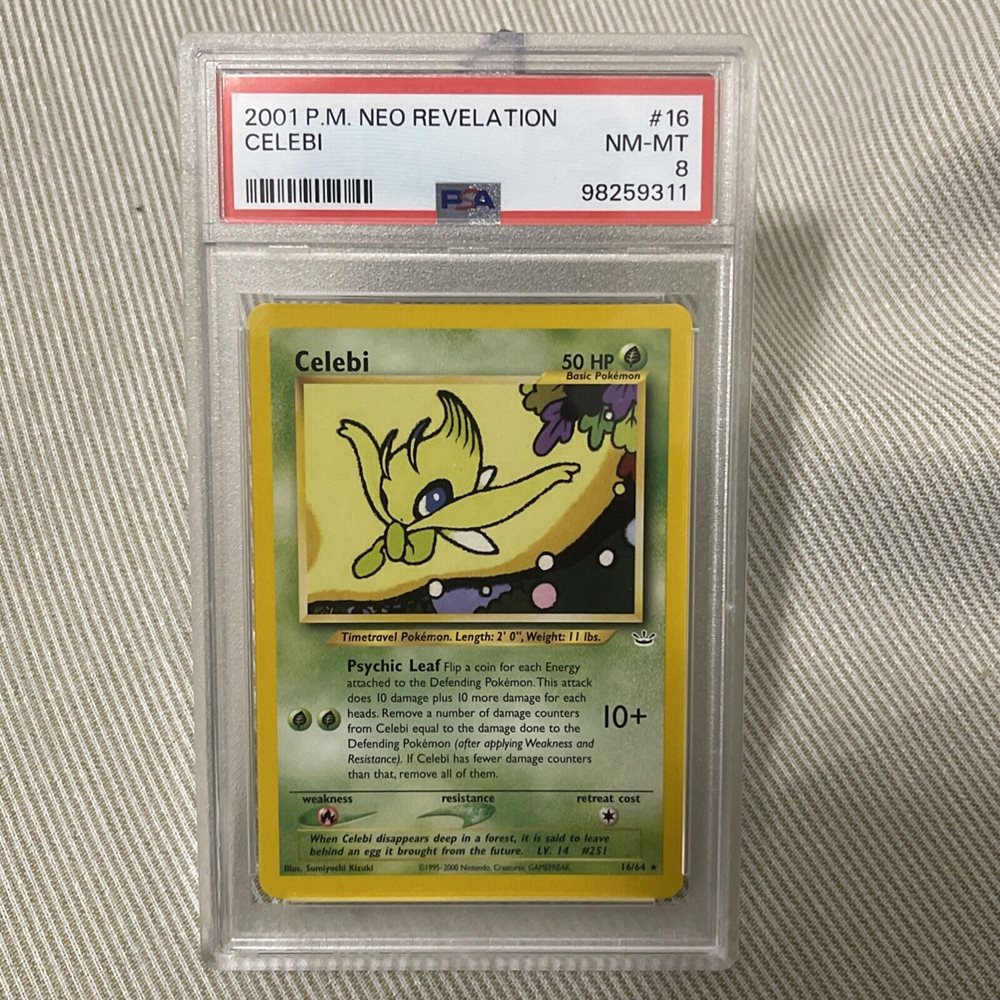 2001 P.M. NEO REVELATION #16
CELEBI NM-MT
8
98259311
PSA
Celebi 50 HP
Basic Pokémon
Timetravel Pokémon. Length: 2' 0", Weight: 11 lbs.
Psychic Leaf Flip a coin for each Energy
attached to the Defending Pokémon. This attack
does 10 damage plus 10 more damage for each
heads. Remove a number of damage counters
from Celebi equal to the damage done to the
Defending Pokémon (after applying Weakness and
Resistance). If Celebi has fewer damage counters
than that, remove all of them.
10+
weakness resistance retreat cost
When Celebi disappears deep in a forest, it is said to leave
behind an egg it brought from the future. LV. 14 #251
Illus. Sumiyoshi Kizuki ©1995-2000 Nintendo, Creatures, GAMEFREAK. 16/64 ★